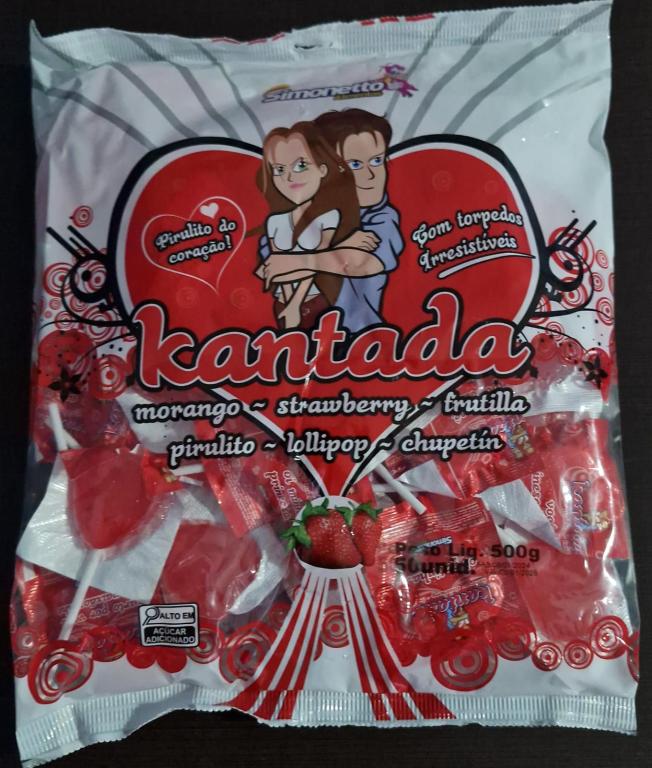 Simonetto
Pirulito do
coração!
Com torpedos
Irresistíveis
kantada
morango ~ strawberry ~ frutilla
pirulito ~ lollipop ~ chupetín
Peso Liq. 500g
50unid.
ALTO EM
AÇÚCAR
ADICIONADO